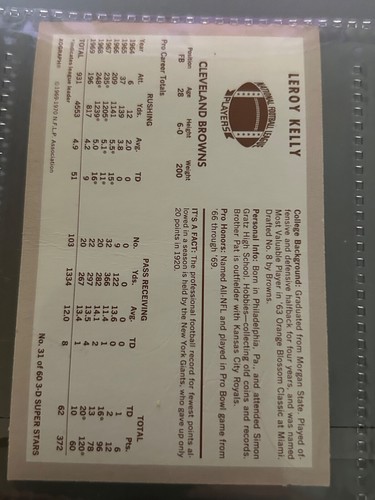 LEROY KELLY
NATIONAL FOOTBALL LEAGUE
PLAYERS
CLEVELAND BROWNS
Position Age Height Weight
FB 28 6-0 200
College Background: Graduated from Morgan State. Played offensive and defensive halfback for four years, and was named
Most Valuable Player in '63 Orange Blossom Classic at Miami.
Drafted No. 8 by Browns.
Personal Info: Born in Philadelphia, Pa., and attended Simon
Gratz High School. Hobbies—collecting old coins and records.
Brother Pat is outfielder with Kansas City Royals.
Pro Honors: Named All-NFL and played in Pro Bowl game from
'66 through '69.
IT'S A FACT: The professional football record for fewest points allowed in a season is held by the New York Giants, who gave up only
20 points in 1920.
Pro Career Totals
RUSHING PASS RECEIVING TOTAL
Year Att. Yds. Avg. TD No. Yds. Avg. TD TD Pts.
1964 6 12 2.0 0 0 0 0 1 6
1965 37 139 3.8 0 9 122 13.6 0 2 12
1966 209 1141 5.5* 15* 32 366 11.4 1 16* 96
1967 235* 1205* 5.1* 11* 20 282 14.1 2 13 78
1968 248* 1239* 5.0 16* 22 297 13.5 4 20* 120*
1969 196 817 4.2 9 20 267 13.4 1 10 60
TOTAL 931 4553 4.9 51 103 1334 12.0 8 62 372
*Indicates league leader
©1969 1970 N.F.L.P. Association
No. 31 of 60 3-D SUPER STARS